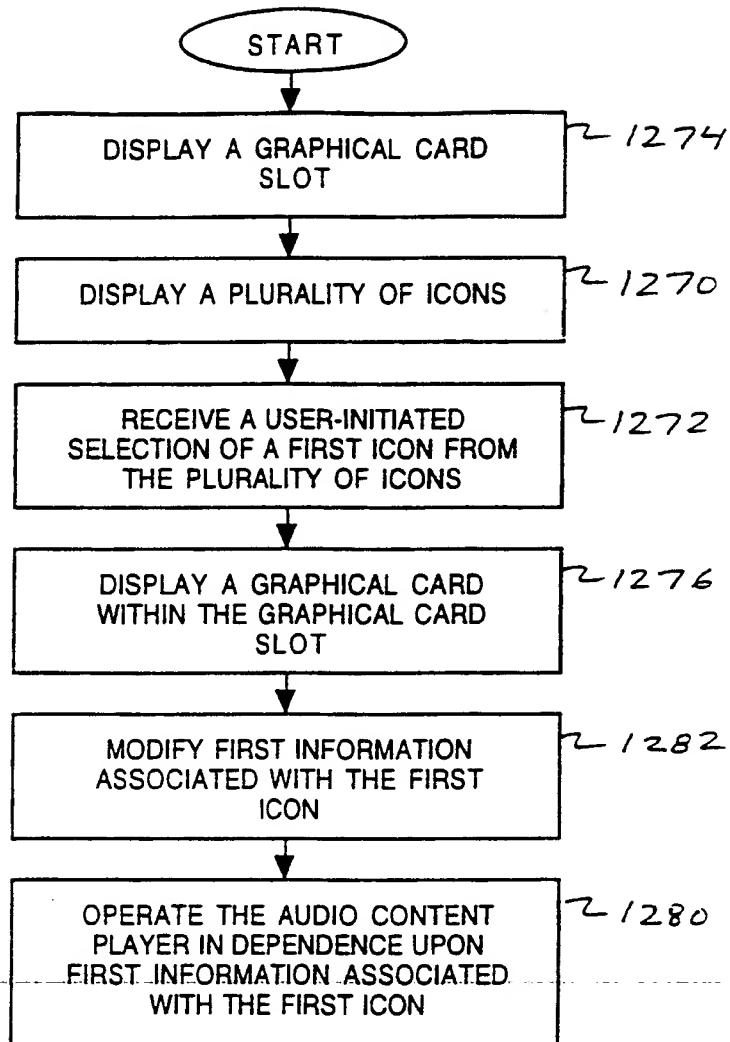 START
DISPLAY A GRAPHICAL CARD
SLOT
1274
DISPLAY A PLURALITY OF ICONS
1270
RECEIVE A USER-INITIATED
SELECTION OF A FIRST ICON FROM
THE PLURALITY OF ICONS
1272
DISPLAY A GRAPHICAL CARD
WITHIN THE GRAPHICAL CARD
SLOT
1276
MODIFY FIRST INFORMATION
ASSOCIATED WITH THE FIRST
ICON
1282
OPERATE THE AUDIO CONTENT
PLAYER IN DEPENDENCE UPON
FIRST INFORMATION ASSOCIATED
WITH THE FIRST ICON
1280